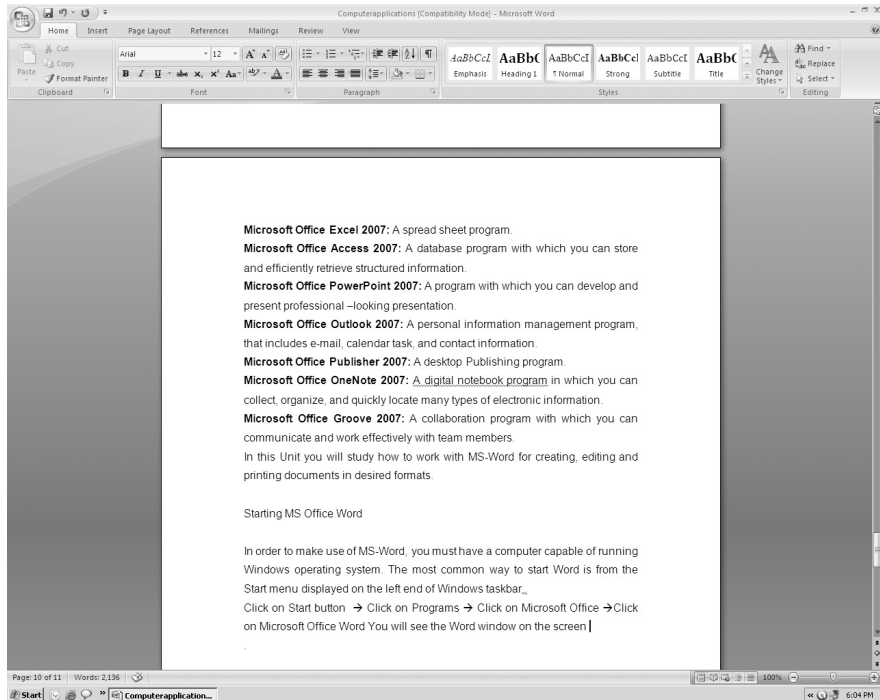 Computerapplications [Compatibility Mode] - Microsoft Word
Home Insert Page Layout References Mailings Review View
Paste
Cut
Copy
Format Painter
Clipboard
Arial 12
Font
Paragraph
AaBbCcI AaBb( AaBbCcI AaBbCcI AaBbCcI AaBb(
Emphasis Heading 1 ¶ Normal Strong Subtitle Title
Change Styles
Styles
Find
Replace
Select
Editing
Microsoft Office Excel 2007: A spread sheet program.
Microsoft Office Access 2007: A database program with which you can store
and efficiently retrieve structured information.
Microsoft Office PowerPoint 2007: A program with which you can develop and
present professional –looking presentation.
Microsoft Office Outlook 2007: A personal information management program,
that includes e-mail, calendar task, and contact information.
Microsoft Office Publisher 2007: A desktop Publishing program.
Microsoft Office OneNote 2007: A digital notebook program in which you can
collect, organize, and quickly locate many types of electronic information.
Microsoft Office Groove 2007: A collaboration program with which you can
communicate and work effectively with team members.
In this Unit you will study how to work with MS-Word for creating, editing and
printing documents in desired formats.
Starting MS Office Word
In order to make use of MS-Word, you must have a computer capable of running
Windows operating system. The most common way to start Word is from the
Start menu displayed on the left end of Windows taskbar.
Click on Start button → Click on Programs → Click on Microsoft Office →Click
on Microsoft Office Word You will see the Word window on the screen
.
Page: 10 of 11 Words: 2,136 100%
Start Computerapplication... 6:04 PM